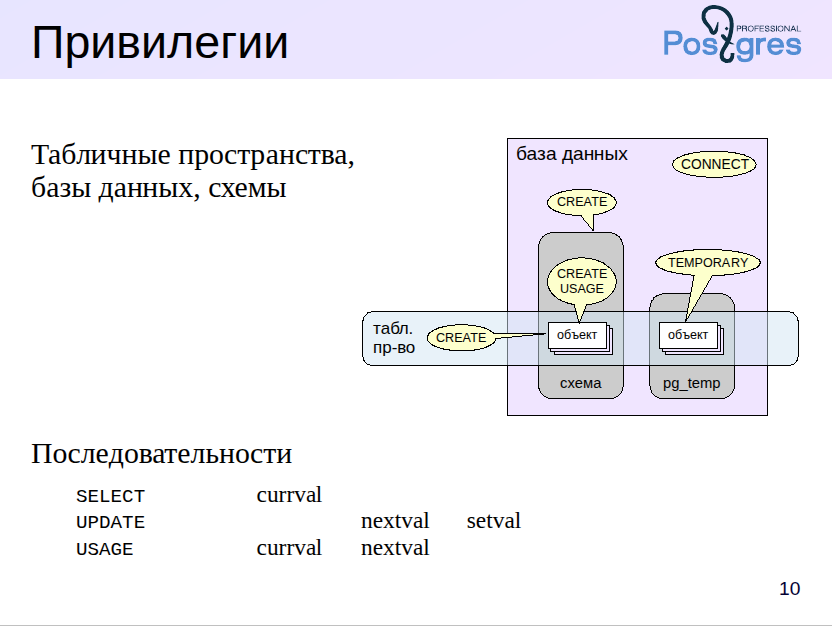 Привилегии
PROFESSIONAL
Postgres
Табличные пространства,
базы данных, схемы
база данных
CONNECT
CREATE
TEMPORARY
CREATE
USAGE
табл.
пр-во
CREATE
объект
объект
схема
pg_temp
Последовательности
SELECT currval
UPDATE nextval setval
USAGE currval nextval
10